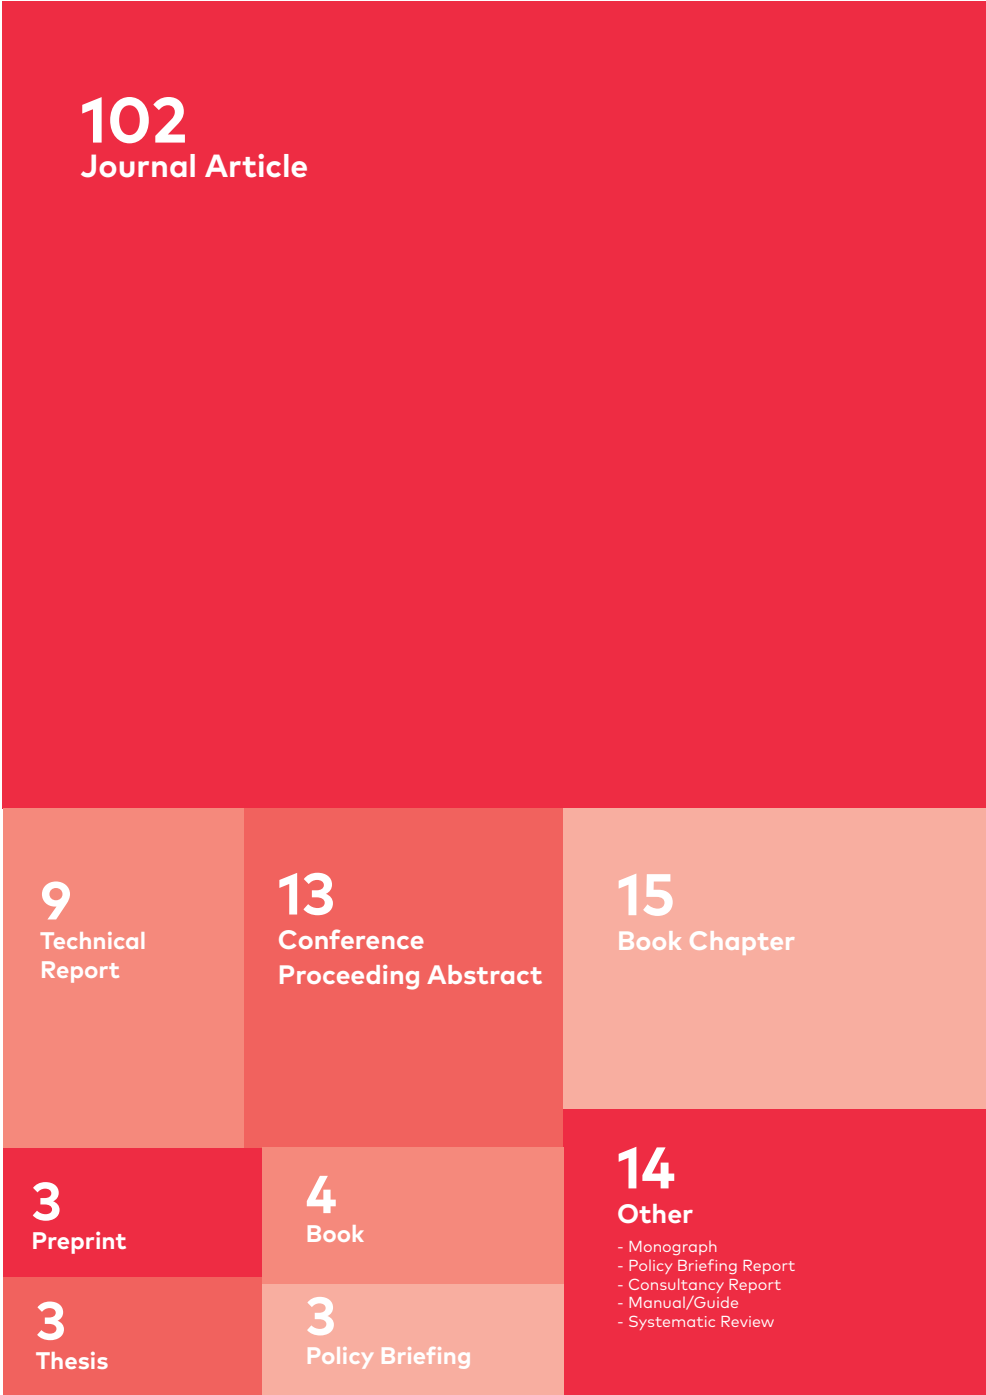 102
Journal Article
9
Technical
Report
13
Conference
Proceeding Abstract
15
Book Chapter
3
Preprint
4
Book
14
Other
- Monograph
- Policy Briefing Report
- Consultancy Report
- Manual/Guide
- Systematic Review
3
Thesis
3
Policy Briefing